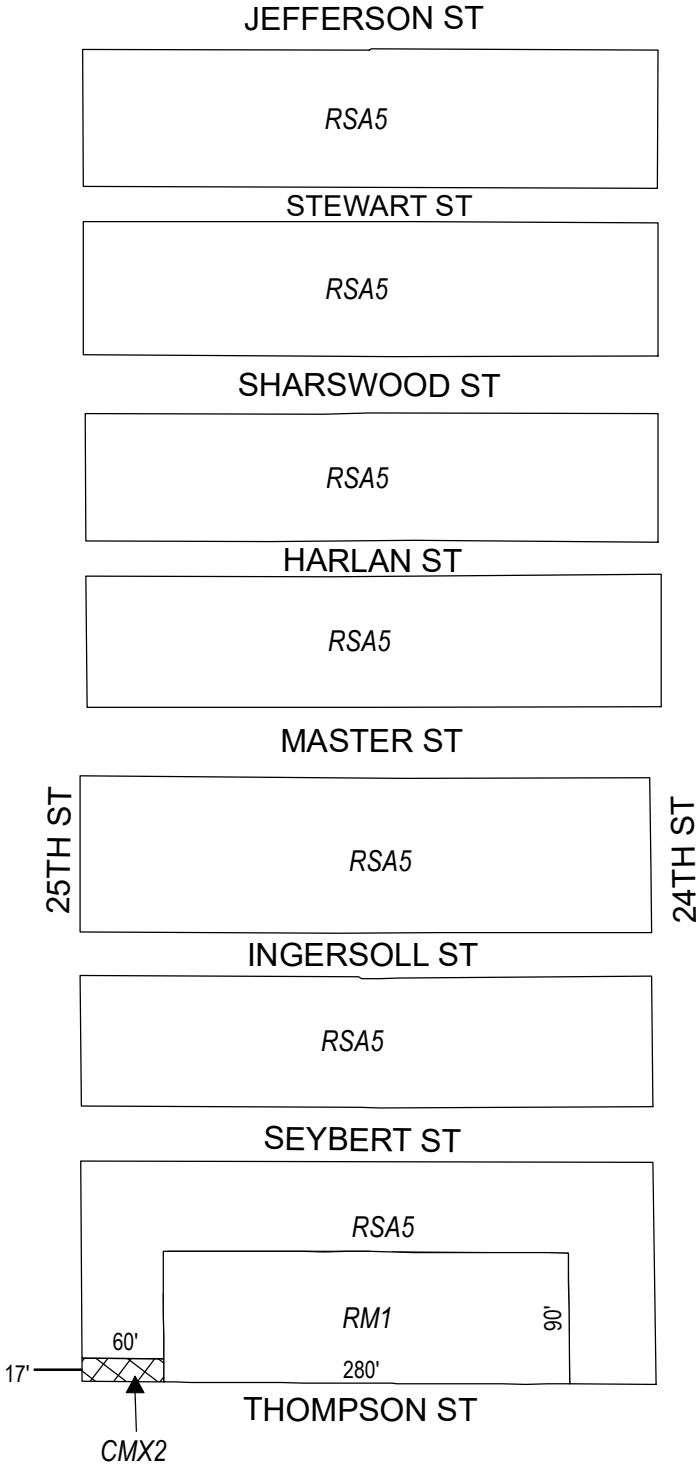 JEFFERSON ST
RSA5
STEWART ST
RSA5
SHARSWOOD ST
RSA5
HARLAN ST
RSA5
MASTER ST
25TH ST
24TH ST
RSA5
INGERSOLL ST
RSA5
SEYBERT ST
RSA5
RM1
90'
60'
17'
280'
THOMPSON ST
CMX2